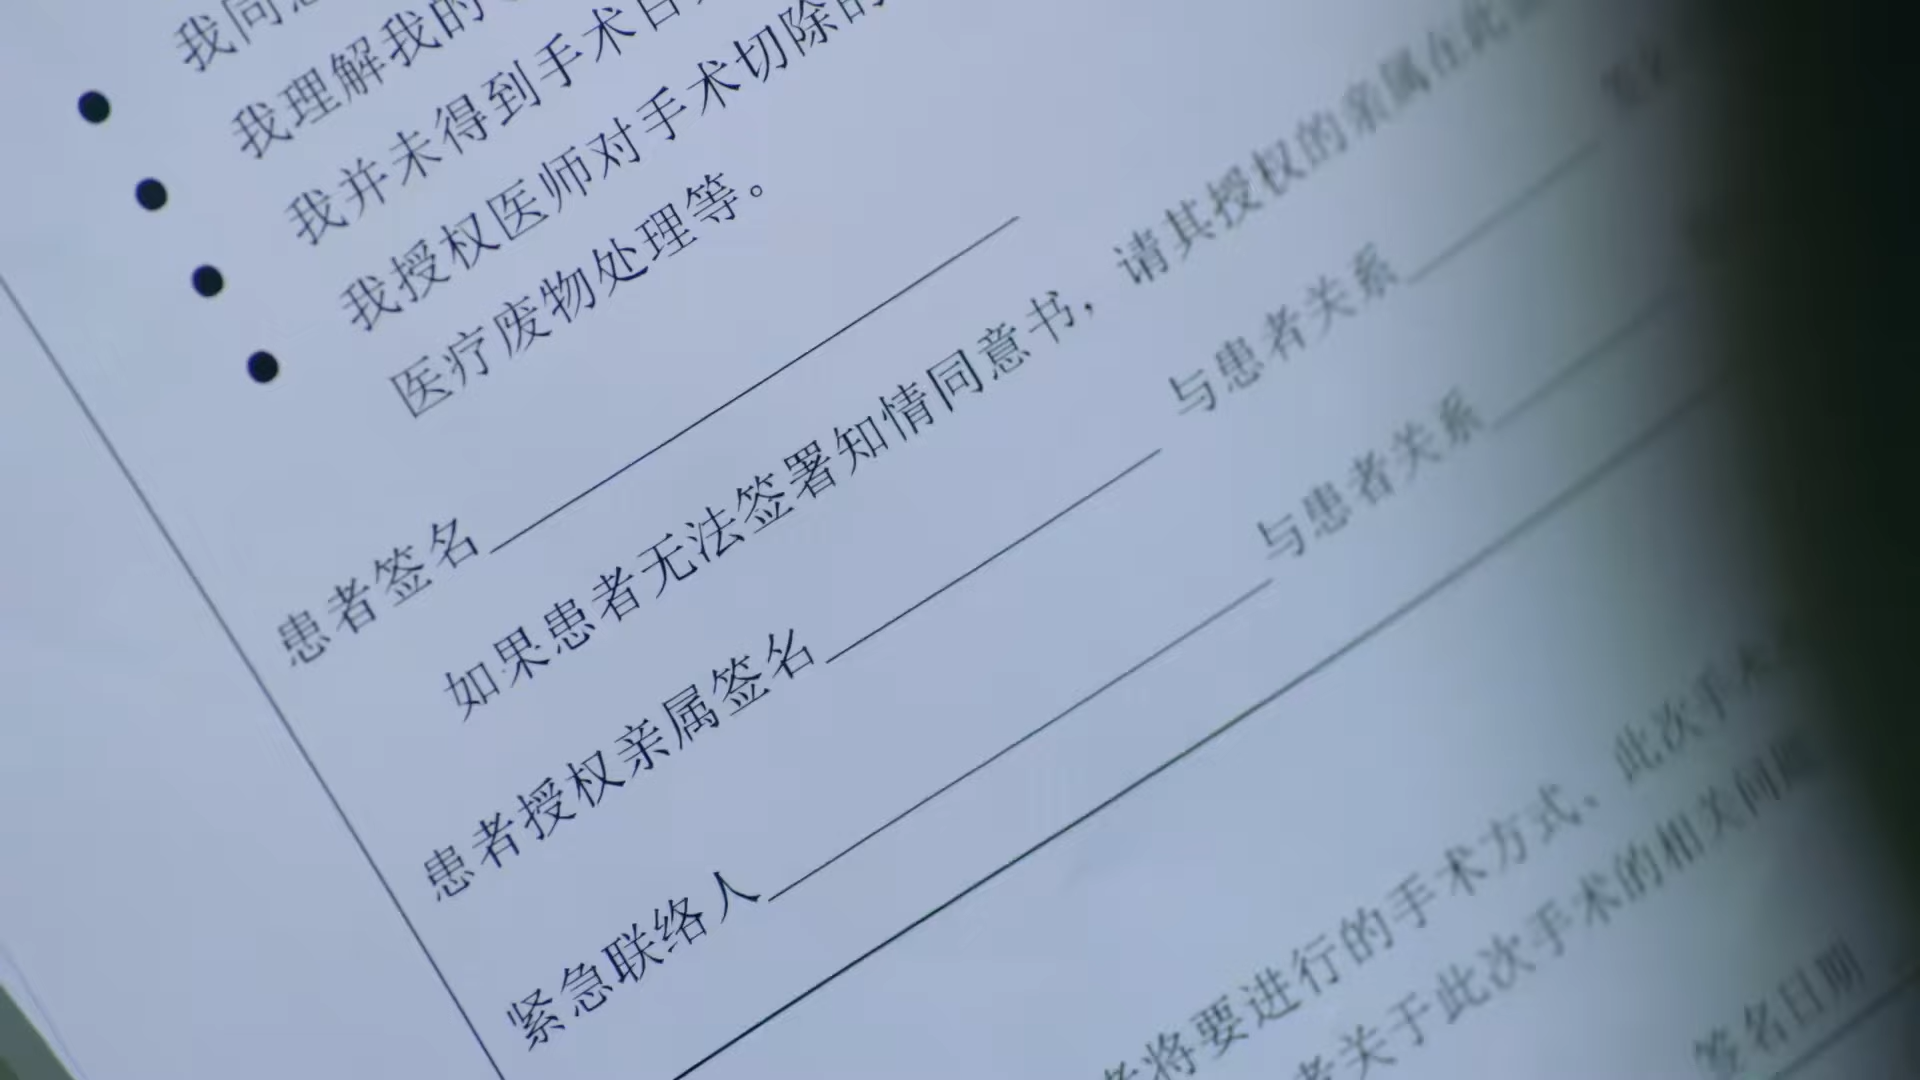 我同意
我理解我的
我并未得到手术百
我授权医师对手术切除的
医疗废物处理等。
患者签名
如果患者无法签署知情同意书，请其授权的亲属在此
患者授权亲属签名 与患者关系
紧急联络人 与患者关系
将要进行的手术方式、此次手术
者关于此次手术的相关问题
签名日期